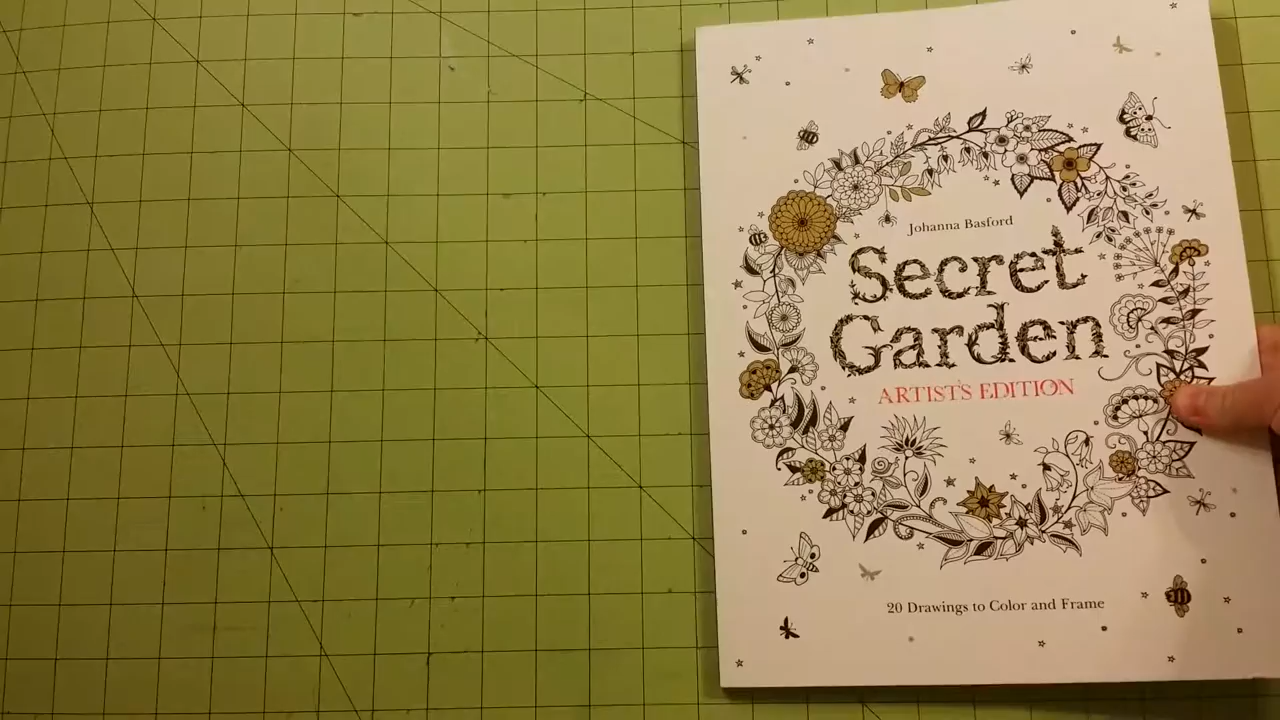 Johanna Basford
Secret
Garden
ARTIST'S EDITION
20 Drawings to Color and Frame